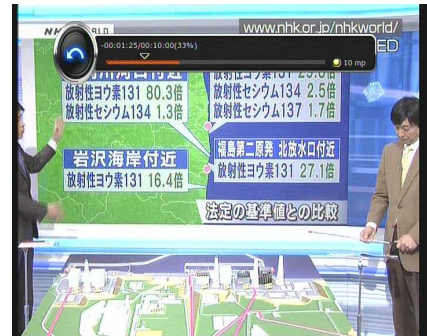 www.nhk.or.jp/nhkworld/
-00:01:25/00:10:00(33%)
10 mp
放射性ヨウ素131 80.3倍
放射性セシウム134 1.3倍
放射性セシウム134 2.5倍
放射性セシウム137 1.7倍
福島第二原発 北放水口付近
放射性ヨウ素131 27.1倍
岩沢海岸付近
放射性ヨウ素131 16.4倍
法定の基準値との比較